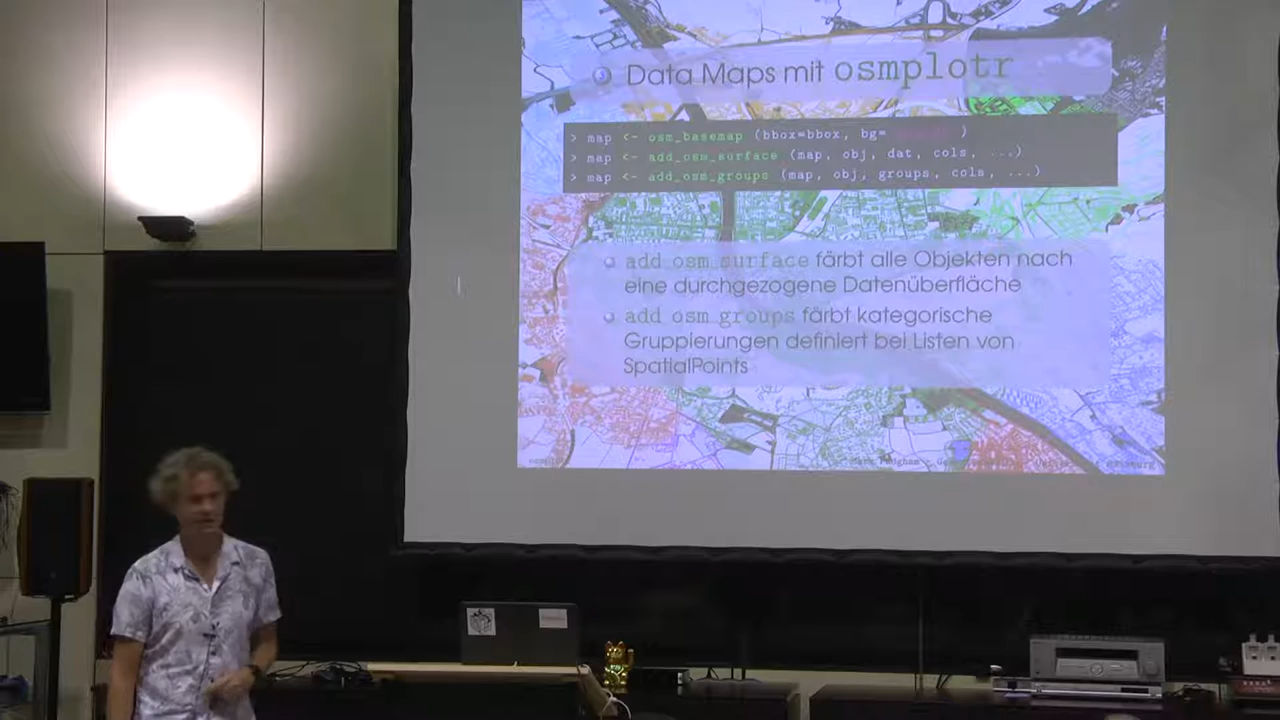 Data Maps mit osmplotr
> map <- osm_basemap (bbox=bbox, bg= )
> map <- add_osm_surface (map, obj, dat, cols, ...)
> map <- add_osm_groups (map, obj, groups, cols, ...)
add_osm_surface färbt alle Objekten nach
eine durchgezogene Datenüberfläche
add_osm_groups färbt kategorische
Gruppierungen definiert bei Listen von
SpatialPoints